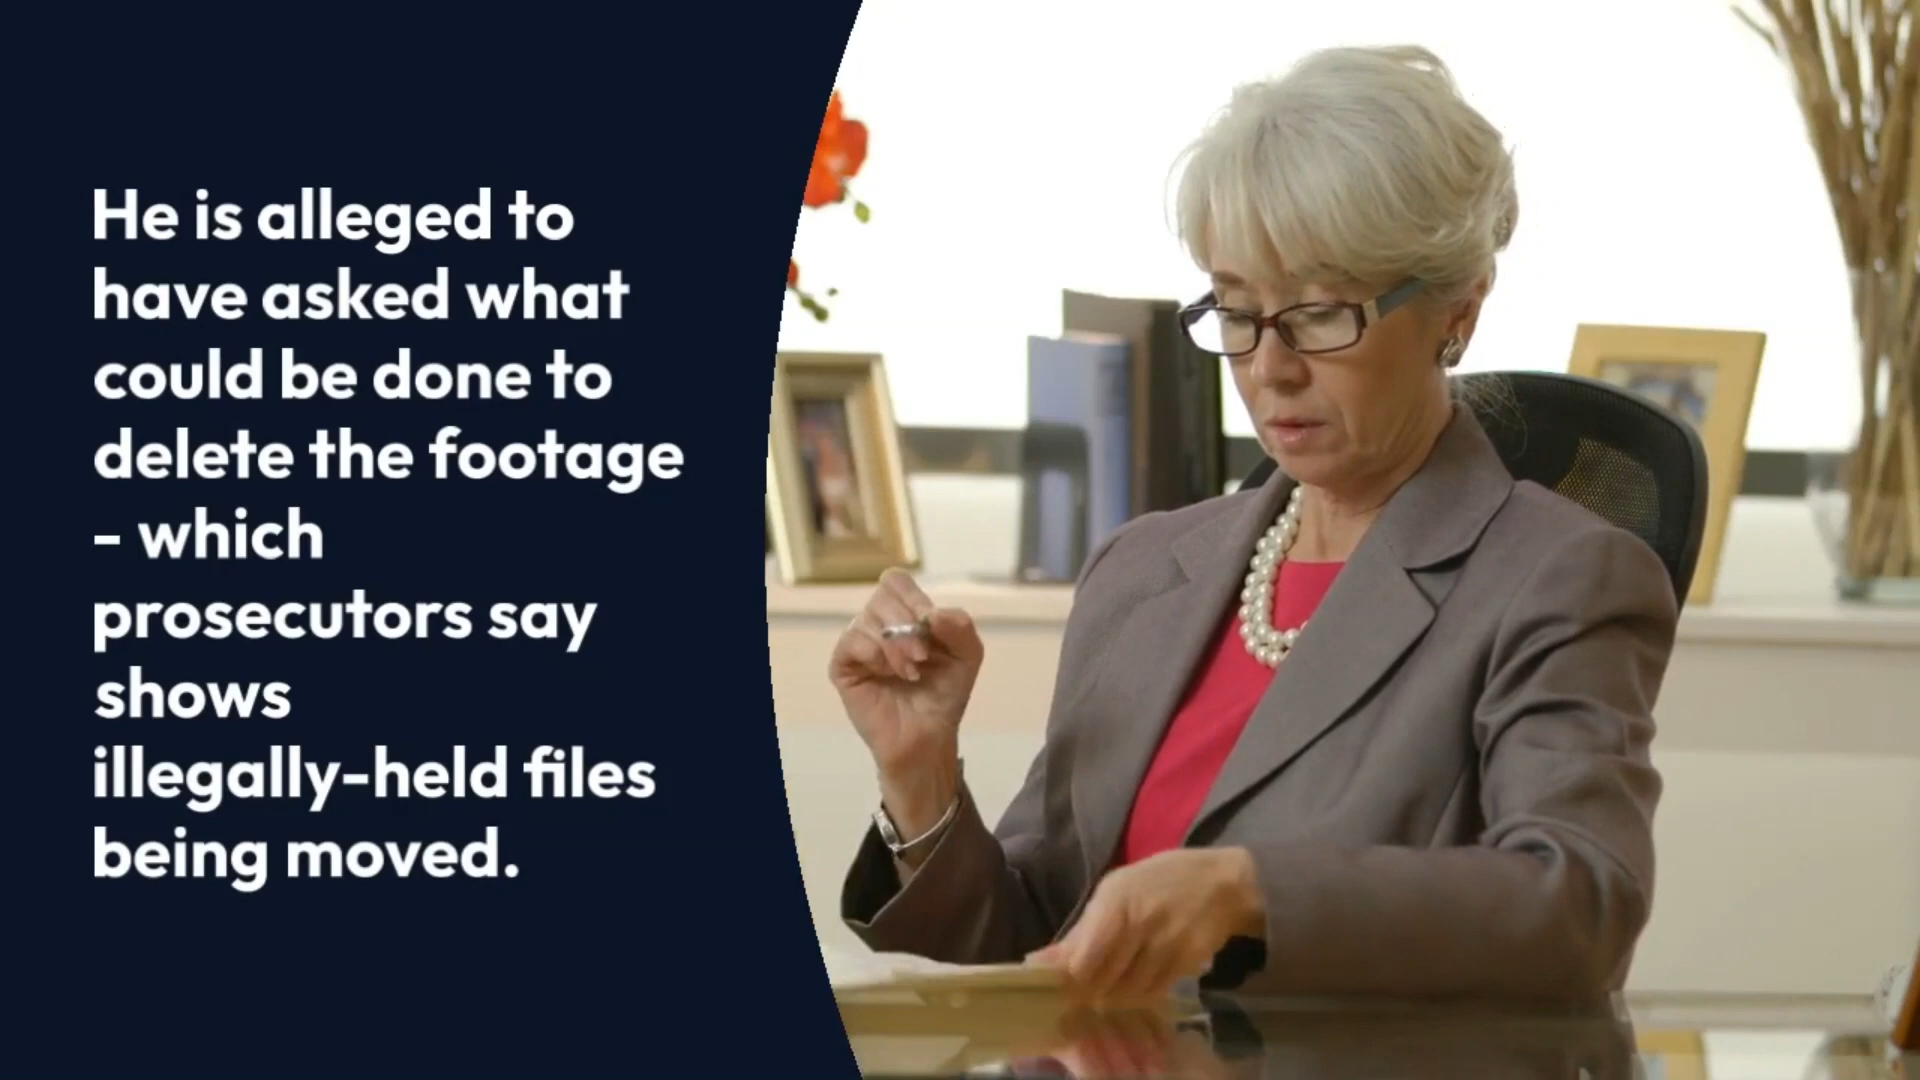 He is alleged to
have asked what
could be done to
delete the footage
- which
prosecutors say
shows
illegally-held files
being moved.